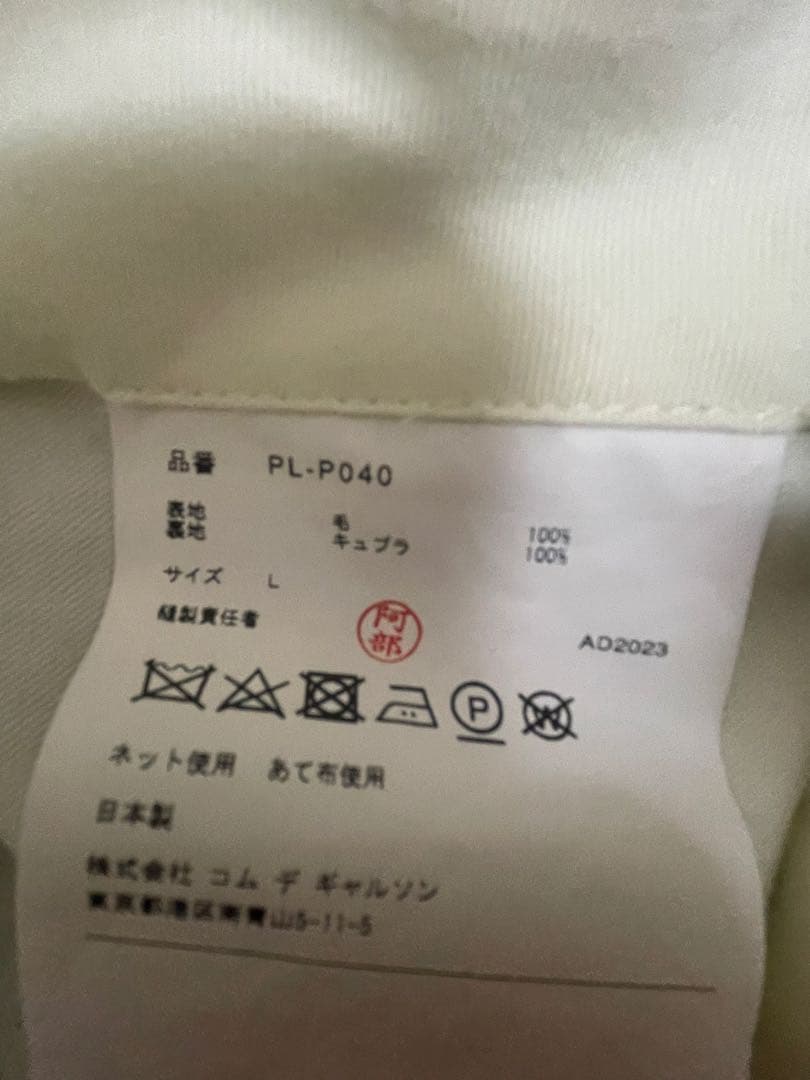 品番 PL-P040
表地 毛 100%
裏地 キュプラ 100%
サイズ L
縫製責任者 阿部 AD2023
P W
ネット使用 あて布使用
日本製
株式会社 コム デ ギャルソン
東京都港区南青山5-11-5